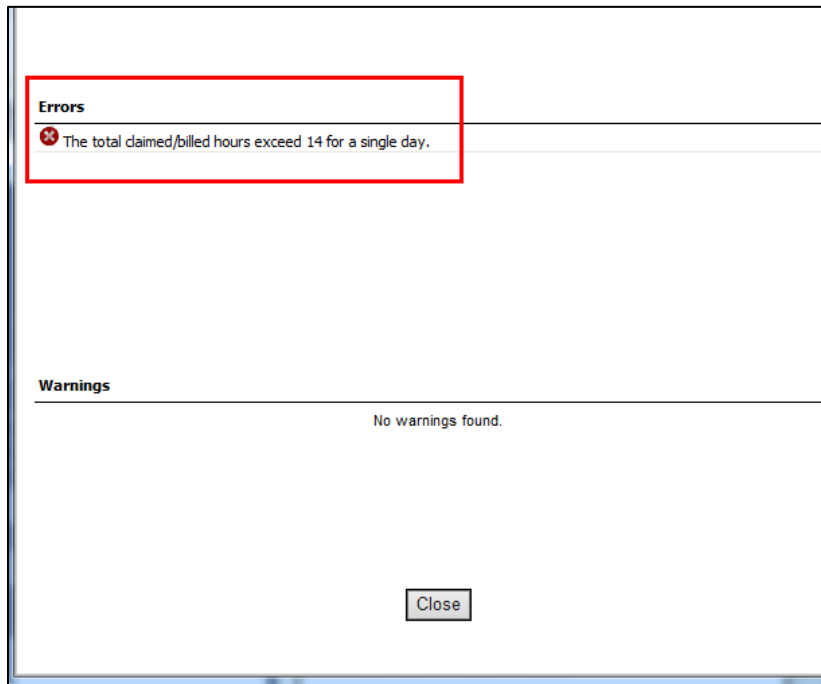 Errors
The total claimed/billed hours exceed 14 for a single day.
Warnings
No warnings found.
Close